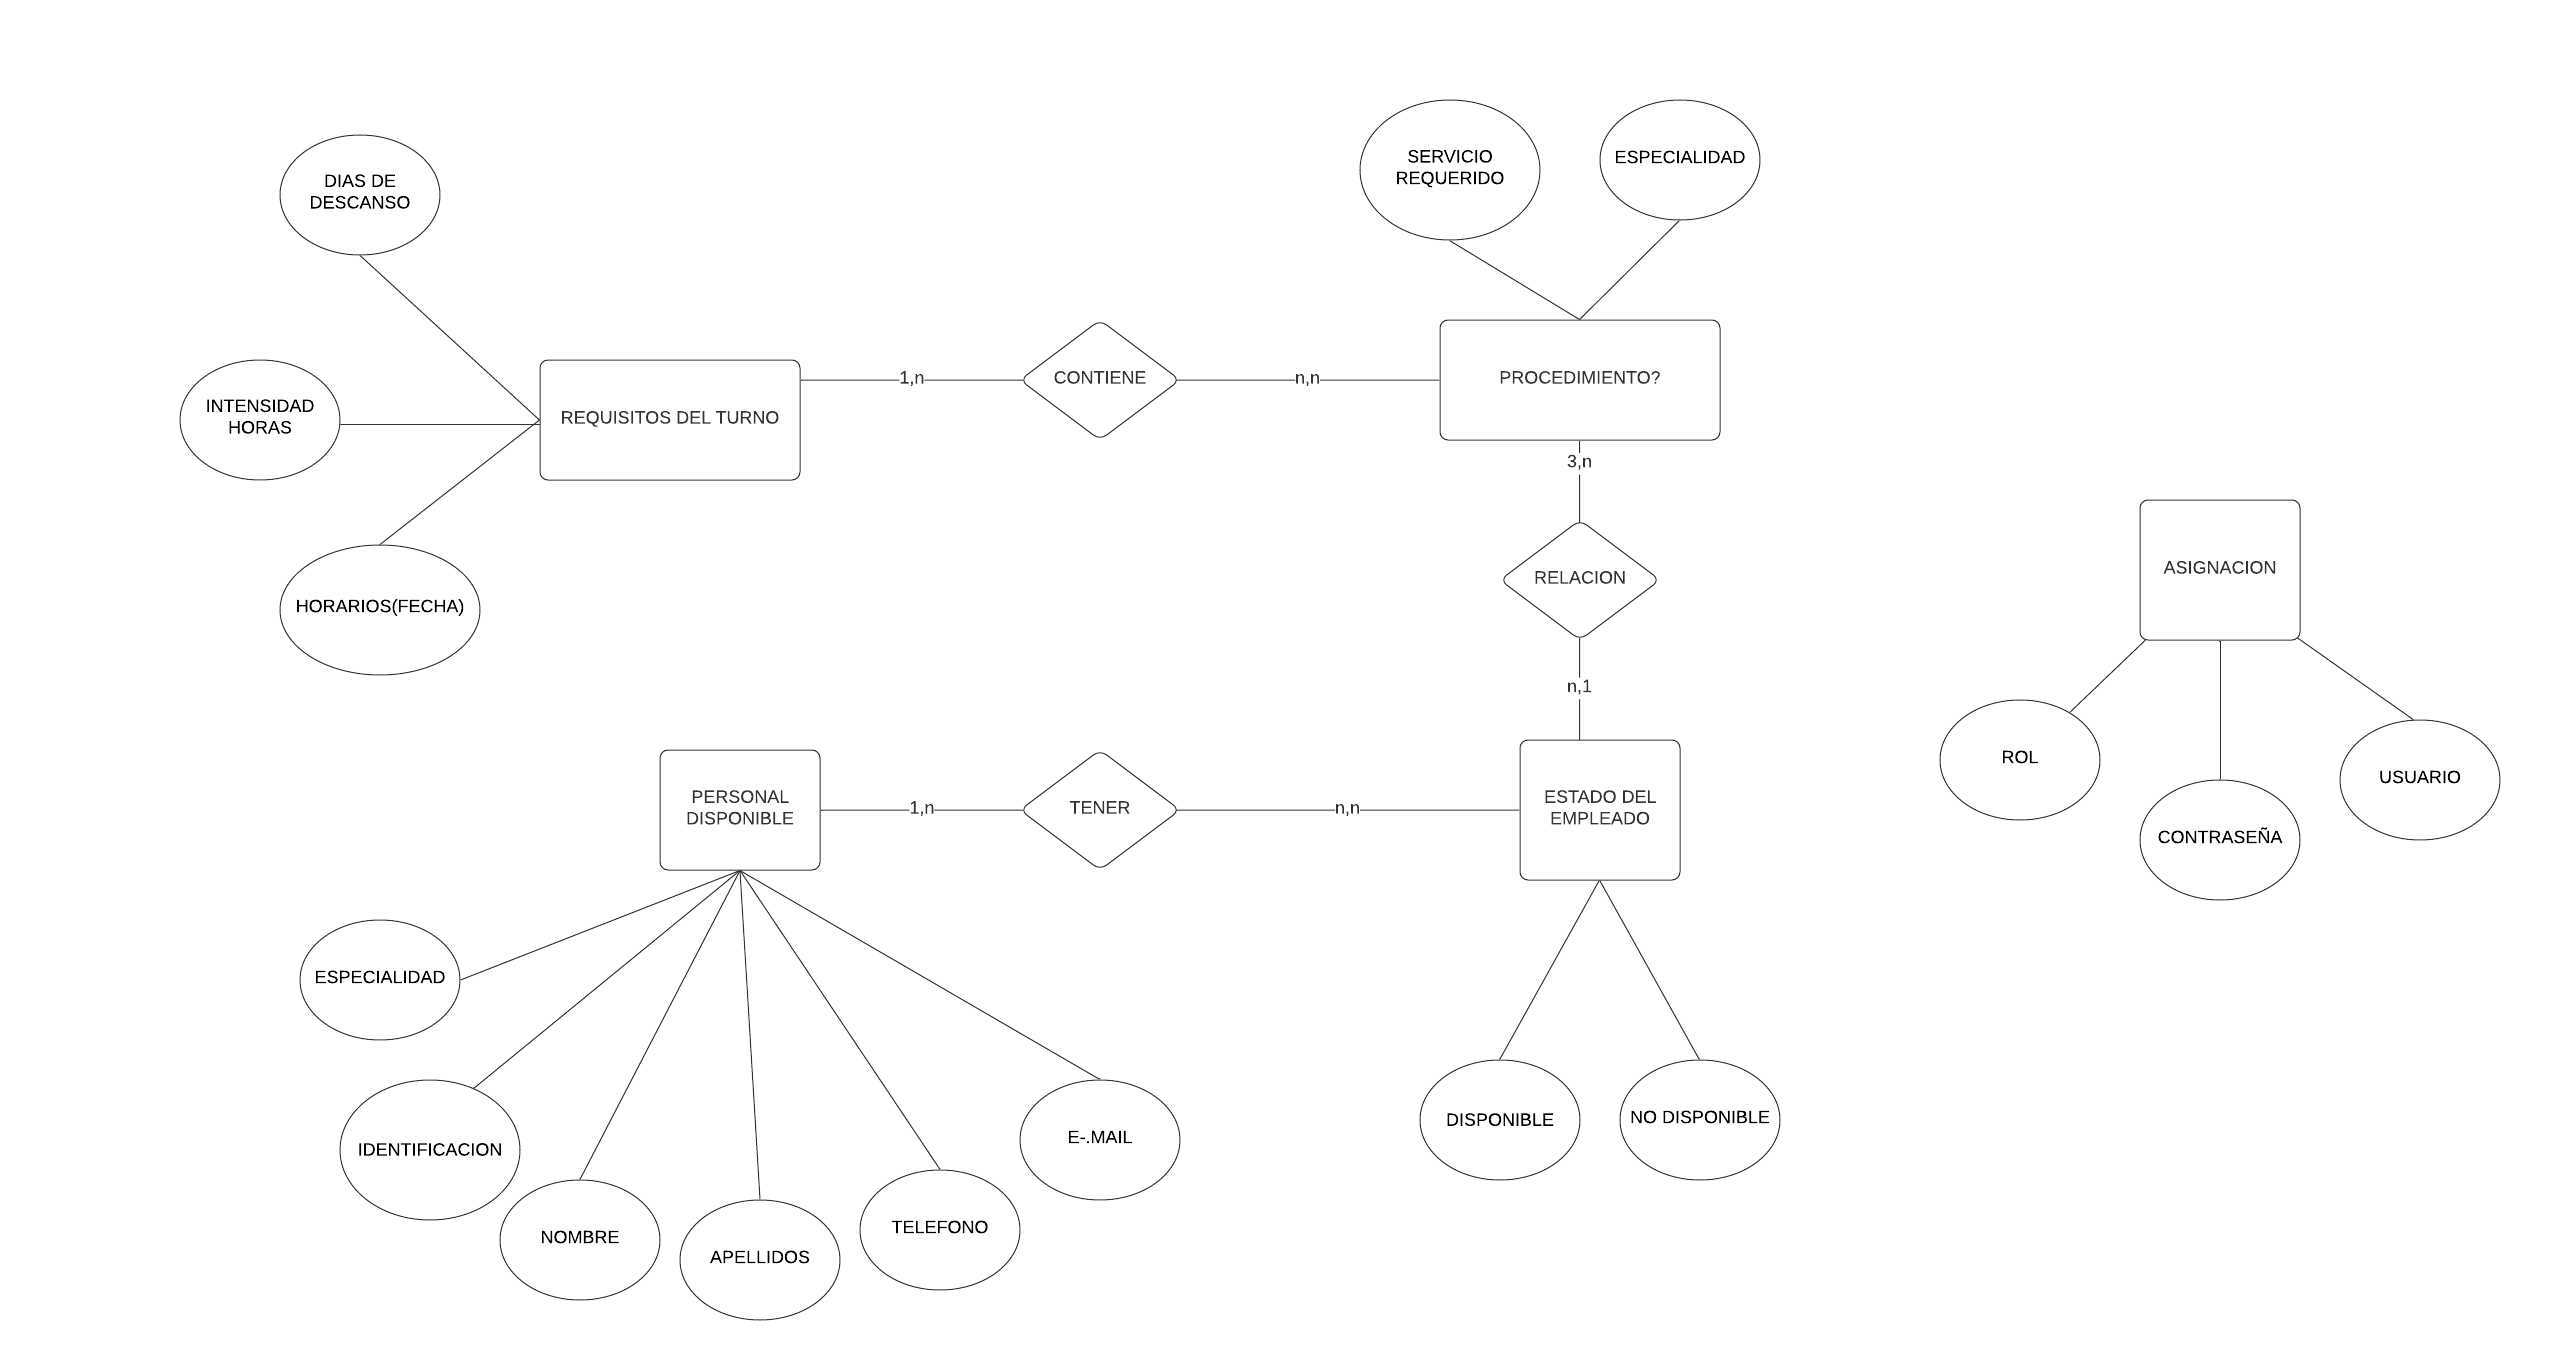 SERVICIO
REQUERIDO
ESPECIALIDAD
DIAS DE
DESCANSO
INTENSIDAD
HORAS
REQUISITOS DEL TURNO
1,n
CONTIENE
n,n
PROCEDIMIENTO?
3,n
HORARIOS(FECHA)
RELACION
n,1
ASIGNACION
ROL
CONTRASEÑA
USUARIO
PERSONAL
DISPONIBLE
1,n
TENER
n,n
ESTADO DEL
EMPLEADO
ESPECIALIDAD
IDENTIFICACION
NOMBRE
APELLIDOS
TELEFONO
E-.MAIL
DISPONIBLE
NO DISPONIBLE